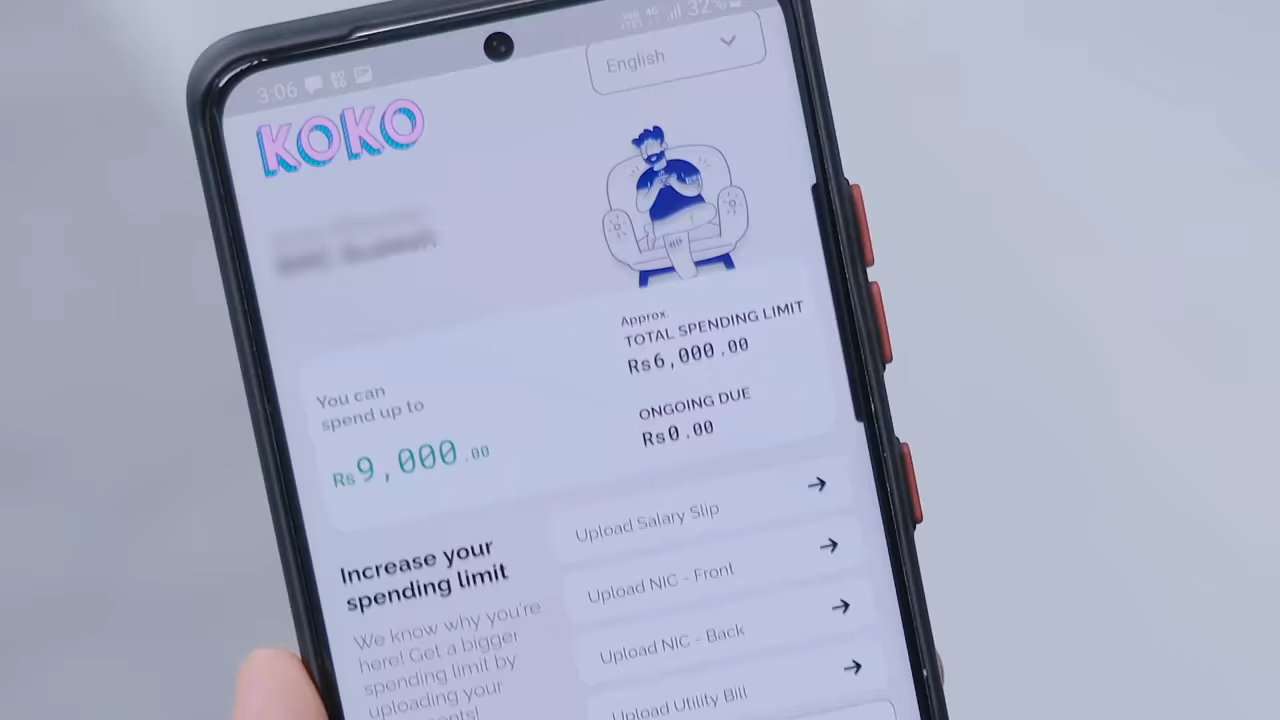 3:06
32%
English
KOKO
Approx.
TOTAL SPENDING LIMIT
Rs6,000.00
You can
spend up to
Rs9,000.00
ONGOING DUE
Rs0.00
Increase your
spending limit
We know why you're
here! Get a bigger
spending limit by
uploading your
Upload Salary Slip
Upload NIC - Front
Upload NIC - Back
Upload Utility Bill